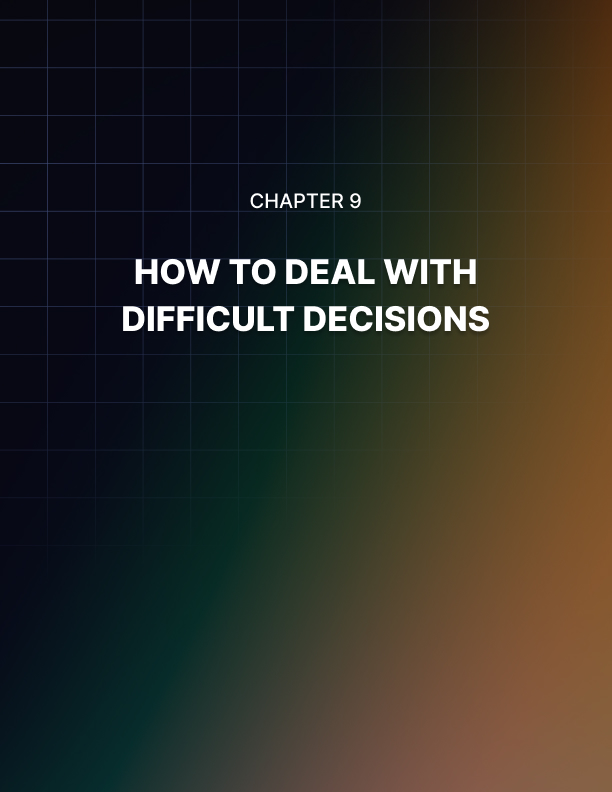 CHAPTER 9
HOW TO DEAL WITH
DIFFICULT DECISIONS